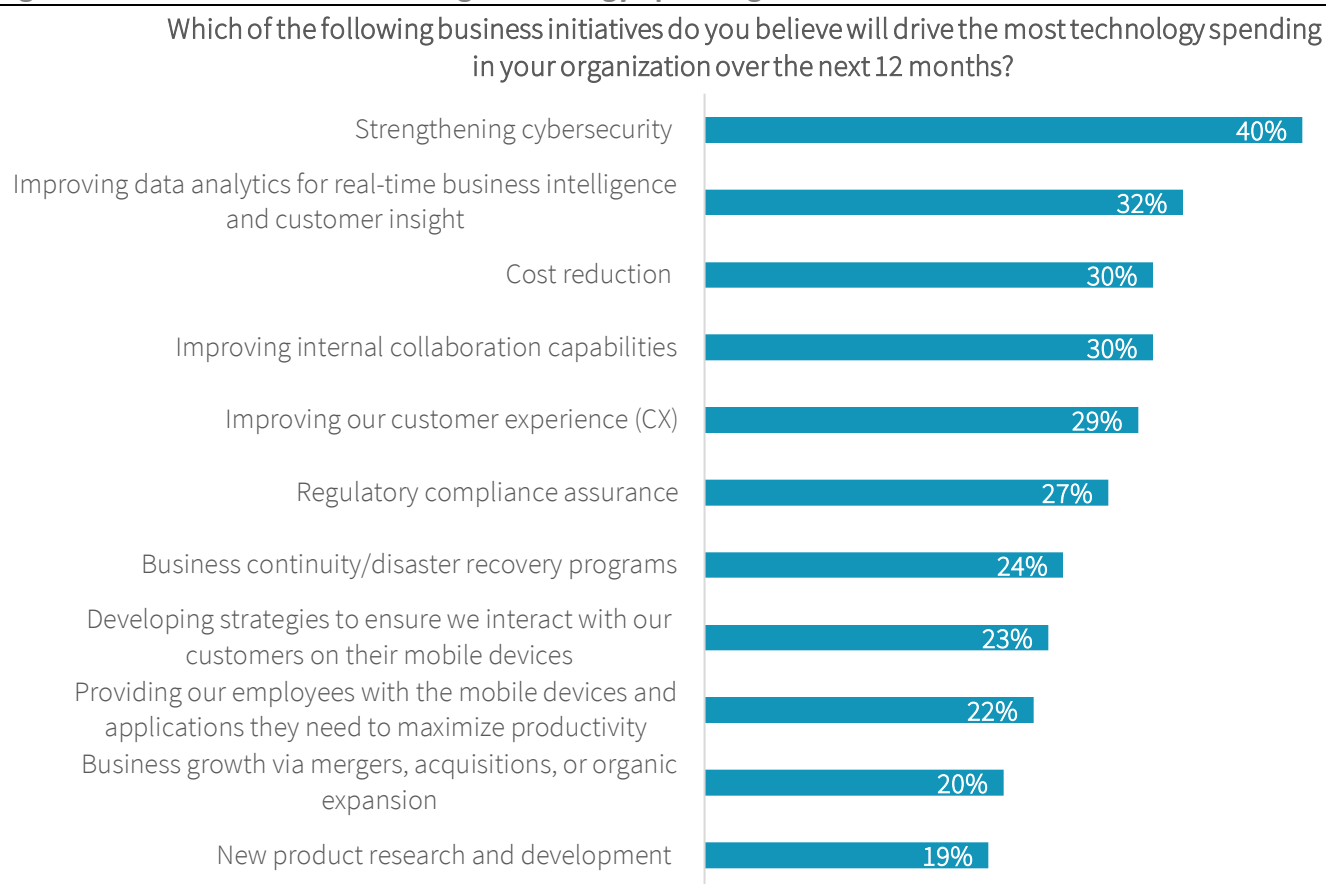 Which of the following business initiatives do you believe will drive the most technology spending
in your organization over the next 12 months?
Strengthening cybersecurity
40%
Improving data analytics for real-time business intelligence
and customer insight
32%
Cost reduction
30%
Improving internal collaboration capabilities
30%
Improving our customer experience (CX)
29%
Regulatory compliance assurance
27%
Business continuity/disaster recovery programs
24%
Developing strategies to ensure we interact with our
customers on their mobile devices
23%
Providing our employees with the mobile devices and
applications they need to maximize productivity
22%
Business growth via mergers, acquisitions, or organic
expansion
20%
New product research and development
19%